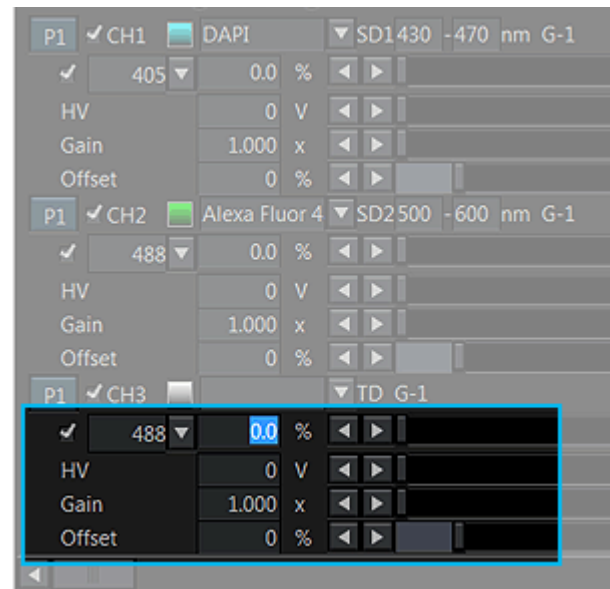 P1 CH1 DAPI SD1 430 - 470 nm G-1
405 0.0 %
HV 0 V
Gain 1.000 x
Offset 0 %
P1 CH2 Alexa Fluor 4 SD2 500 - 600 nm G-1
488 0.0 %
HV 0 V
Gain 1.000 x
Offset 0 %
P1 CH3 TD G-1
488 0.0 %
HV 0 V
Gain 1.000 x
Offset 0 %